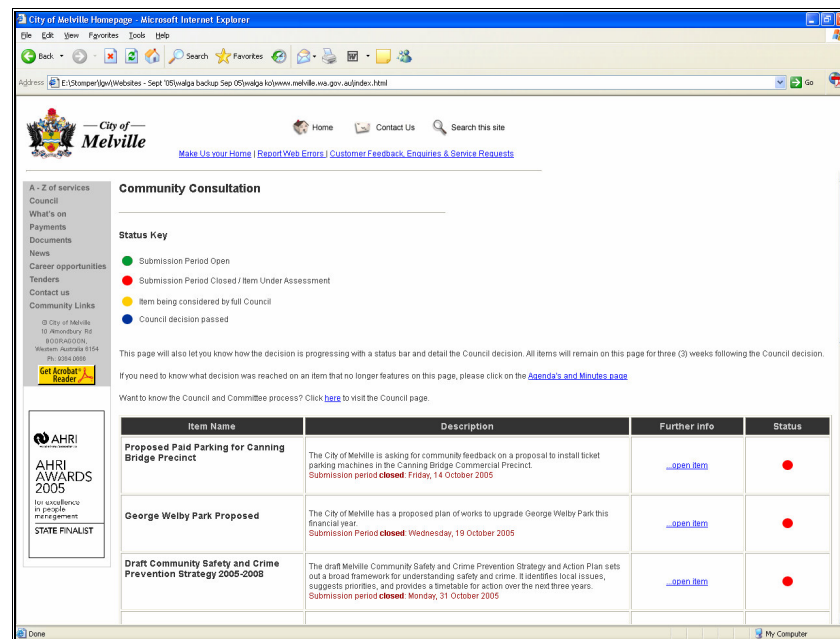 City of Melville Homepage - Microsoft Internet Explorer
File Edit View Favorites Tools Help
Back Search Favorites
Address E:\Stomper\lgw\Websites - Sept '05\walga backup Sep 05\walga ko\www.melville.wa.gov.au\index.html Go
City of
Melville
Home Contact Us Search this site
Make Us your Home | Report Web Errors | Customer Feedback, Enquiries & Service Requests
A - Z of services
Council
What's on
Payments
Documents
News
Career opportunities
Tenders
Contact us
Community Links
© City of Melville
10 Almondbury Rd
BOORAGOON,
Western Australia 6154
Ph: 9364 0666
Get Acrobat®
Reader
AHRI
AHRI
AWARDS
2005
for excellence
in people
management
STATE FINALIST
Community Consultation
Status Key
Submission Period Open
Submission Period Closed / Item Under Assessment
Item being considered by full Council
Council decision passed
This page will also let you know how the decision is progressing with a status bar and detail the Council decision. All items will remain on this page for three (3) weeks following the Council decision.
If you need to know what decision was reached on an item that no longer features on this page, please click on the Agenda's and Minutes page
Want to know the Council and Committee process? Click here to visit the Council page.
Item Name Description Further info Status
Proposed Paid Parking for Canning
Bridge Precinct
The City of Melville is asking for community feedback on a proposal to install ticket
parking machines in the Canning Bridge Commercial Precinct.
Submission period closed: Friday, 14 October 2005
...open item
George Welby Park Proposed
The City of Melville has a proposed plan of works to upgrade George Welby Park this
financial year.
Submission Period closed: Wednesday, 19 October 2005
...open item
Draft Community Safety and Crime
Prevention Strategy 2005-2008
The draft Melville Community Safety and Crime Prevention Strategy and Action Plan sets
out a broad framework for understanding safety and crime. It identifies local issues,
suggests priorities, and provides a timetable for action over the next three years.
Submission period closed: Monday, 31 October 2005
...open item
Done My Computer